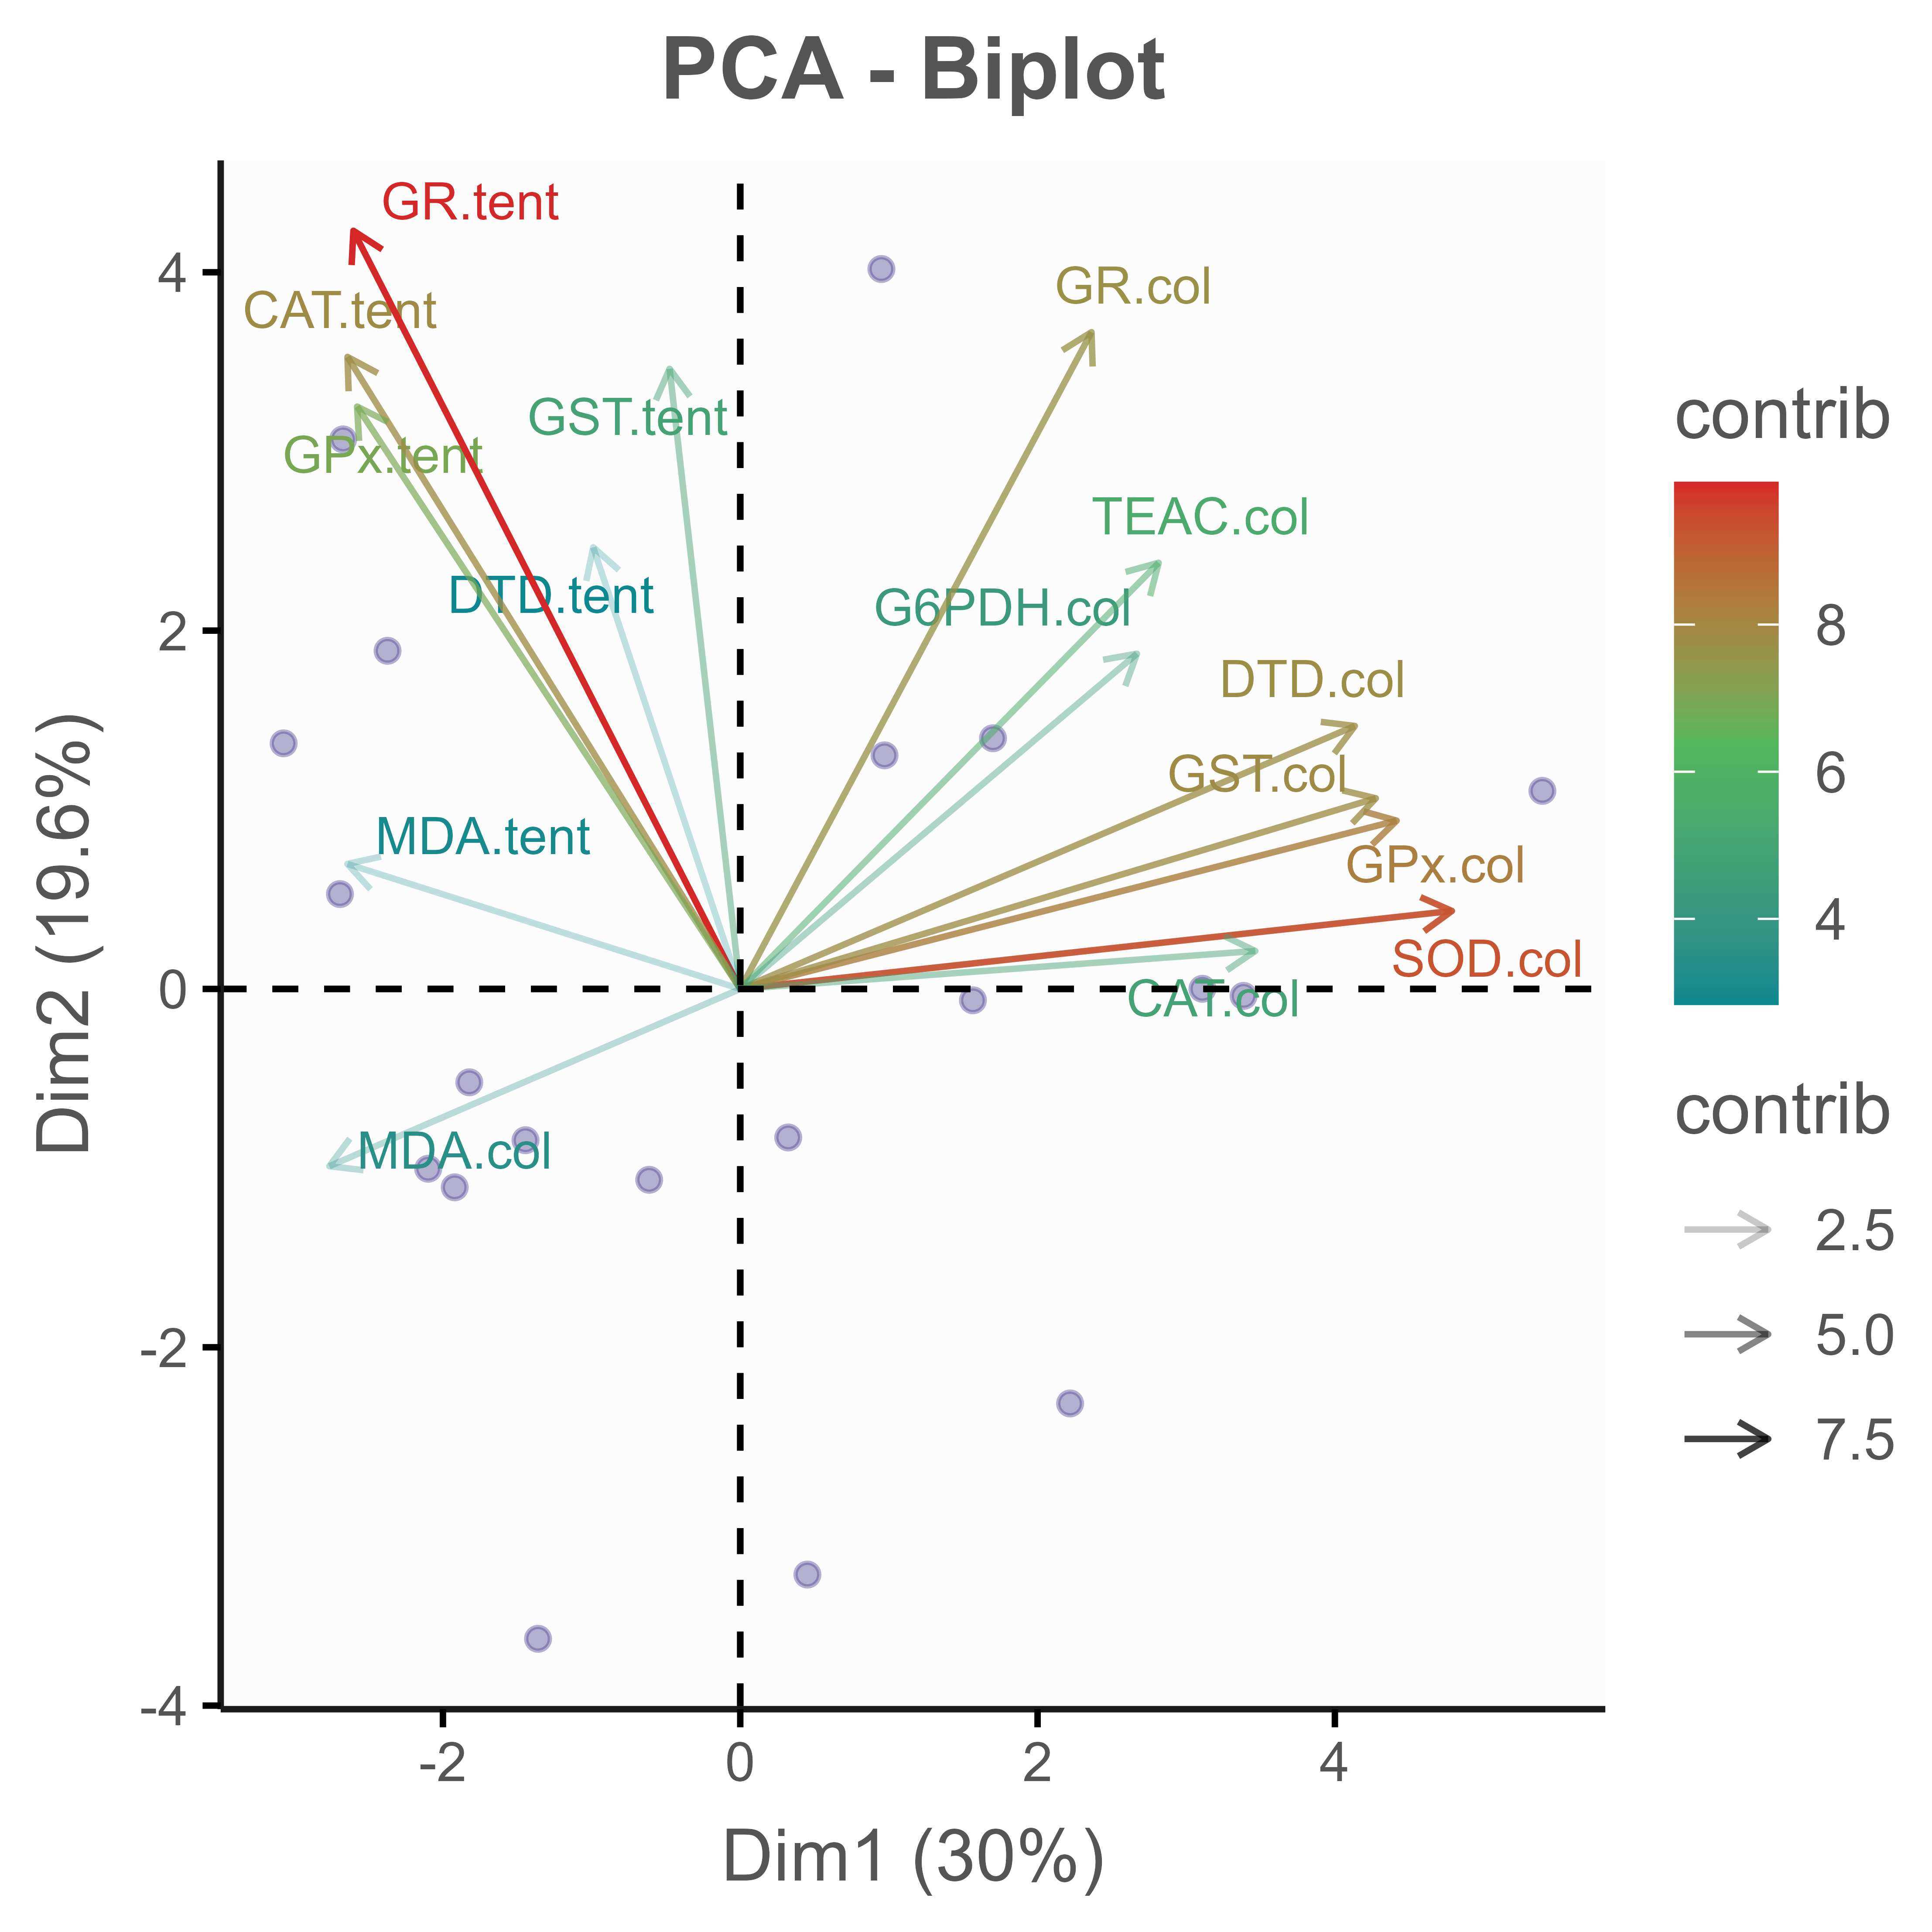 PCA - Biplot
GR.tent
CAT.tent
GPx.tent
GST.tent
DTD.tent
MDA.tent
MDA.col
GR.col
TEAC.col
G6PDH.col
DTD.col
GST.col
GPx.col
SOD.col
CAT.col
4
2
0
-2
-4
Dim2 (19.6%)
-2
0
2
4
Dim1 (30%)
contrib
8
6
4
contrib
2.5
5.0
7.5